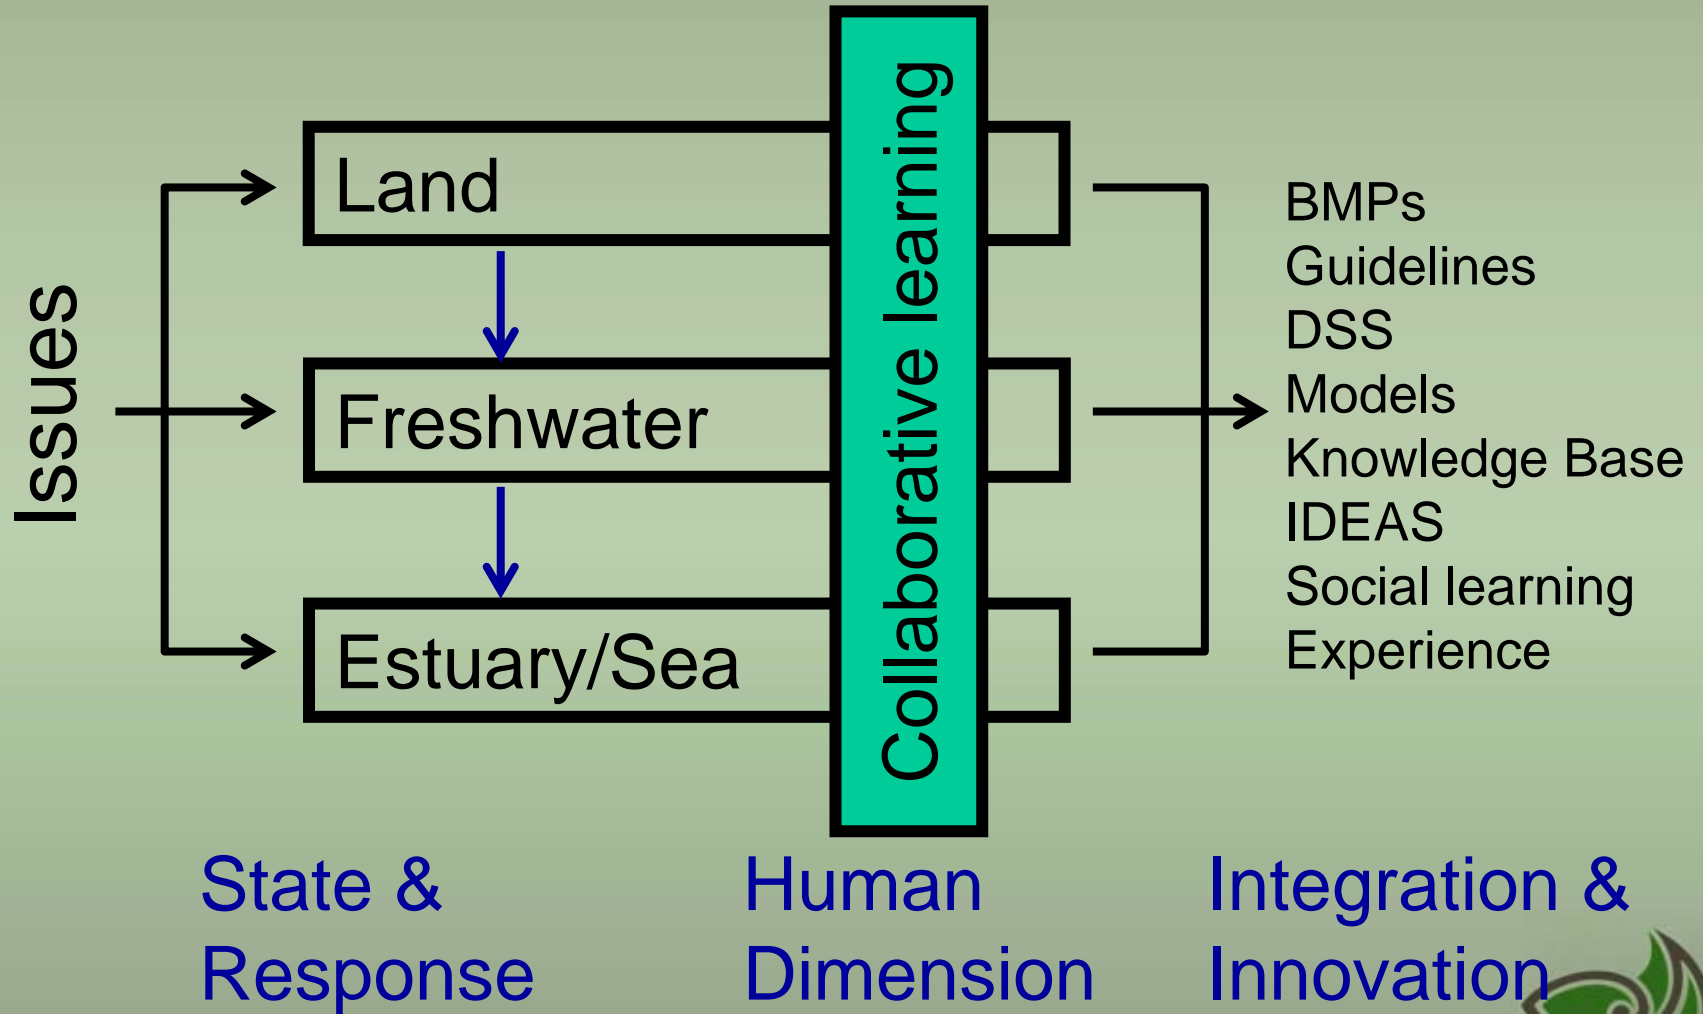 Issues
Land
Freshwater
Estuary/Sea
Collaborative learning
BMPs
Guidelines
DSS
Models
Knowledge Base
IDEAS
Social learning
Experience
State &
Response
Human
Dimension
Integration &
Innovation